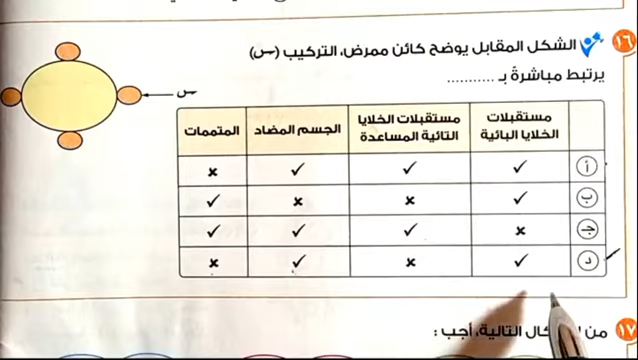 ١٦ الشكل المقابل يوضح كائن ممرض، التركيب (س)
يرتبط مباشرةً بـ ...........
س
مستقبلات الخلايا البائية | مستقبلات الخلايا التائية المساعدة | الجسم المضاد | المتممات
أ ✓ ✓ ✓ ×
ب ✓ × × ✓
جـ × ✓ ✓ ✓
د ✓ × ✓ ×
١٧ من كال التالية، أجب :